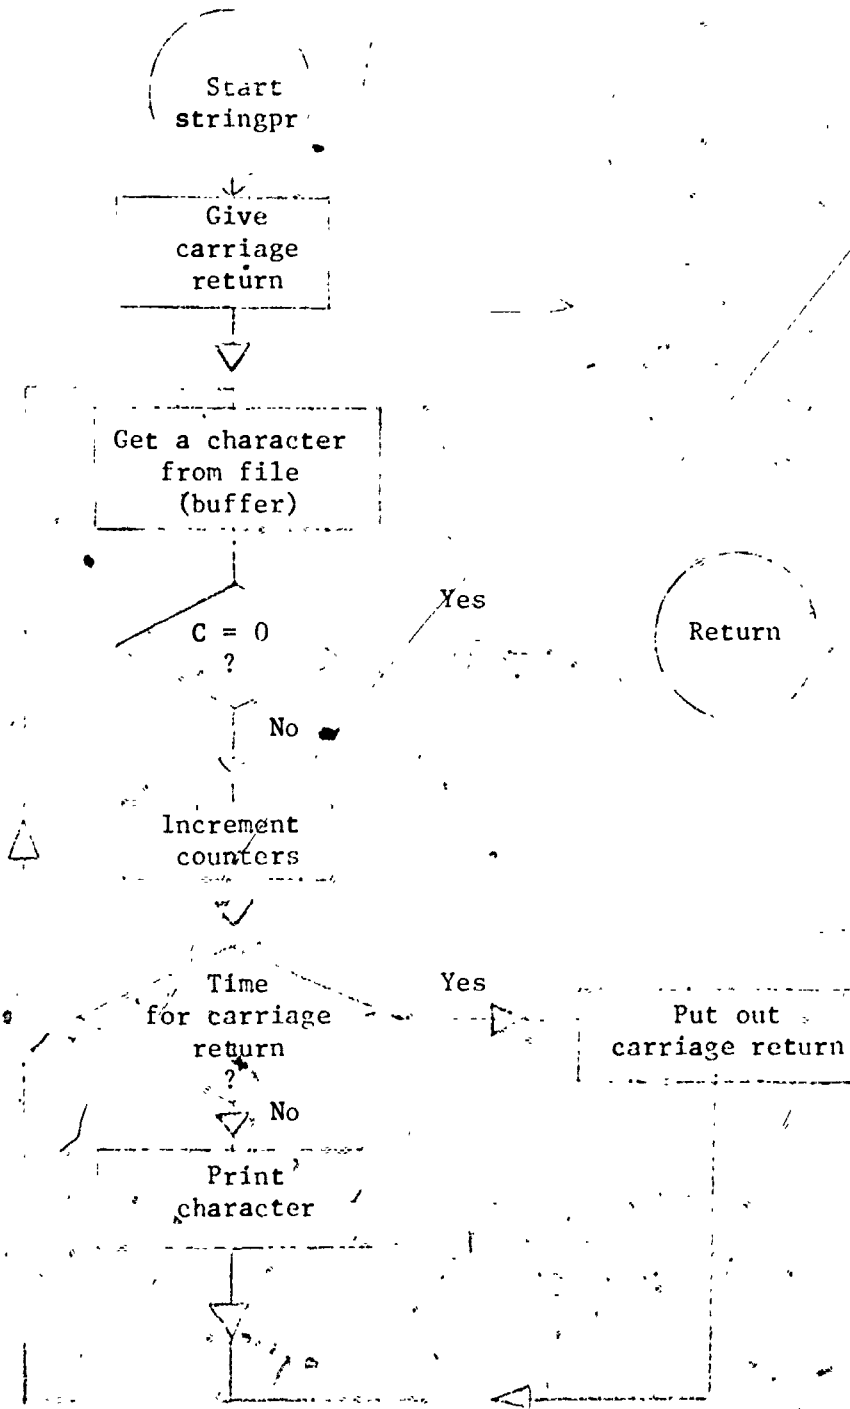 Start
stringpr
Give
carriage
return
Get a character
from file
(buffer)
C = 0
?
Yes
Return
No
Increment
counters
Time
for carriage
return
?
Yes
Put out
carriage return
No
Print
character